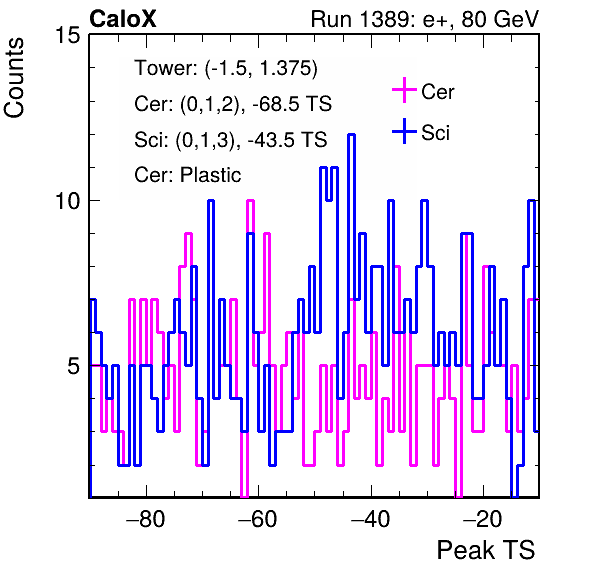 CaloX Run 1389: e+, 80 GeV
Counts
15
10
5
Tower: (-1.5, 1.375)
Cer: (0,1,2), -68.5 TS
Sci: (0,1,3), -43.5 TS
Cer: Plastic
Cer
Sci
−80 −60 −40 −20
Peak TS